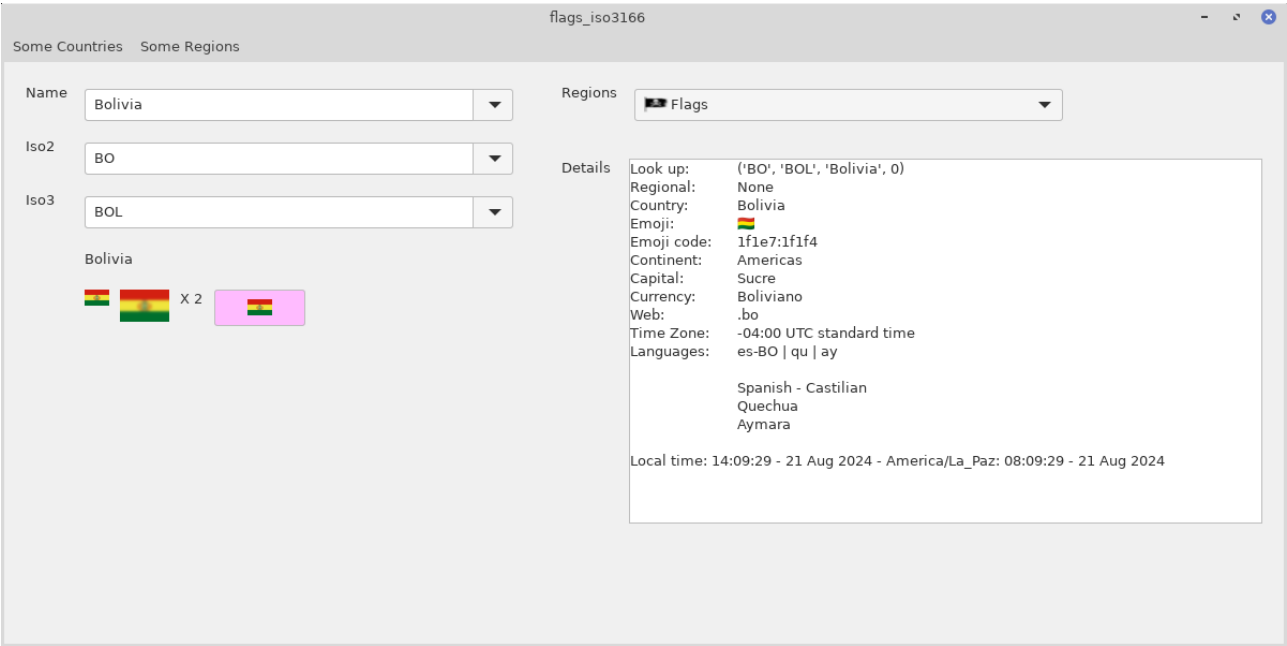 flags_iso3166
Some Countries Some Regions
Name Bolivia
Iso2 BO
Iso3 BOL
Bolivia
X 2
Regions Flags
Details
Look up: ('BO', 'BOL', 'Bolivia', 0)
Regional: None
Country: Bolivia
Emoji: 🇧🇴
Emoji code: 1f1e7:1f1f4
Continent: Americas
Capital: Sucre
Currency: Boliviano
Web: .bo
Time Zone: -04:00 UTC standard time
Languages: es-BO | qu | ay
Spanish - Castilian
Quechua
Aymara
Local time: 14:09:29 - 21 Aug 2024 - America/La_Paz: 08:09:29 - 21 Aug 2024